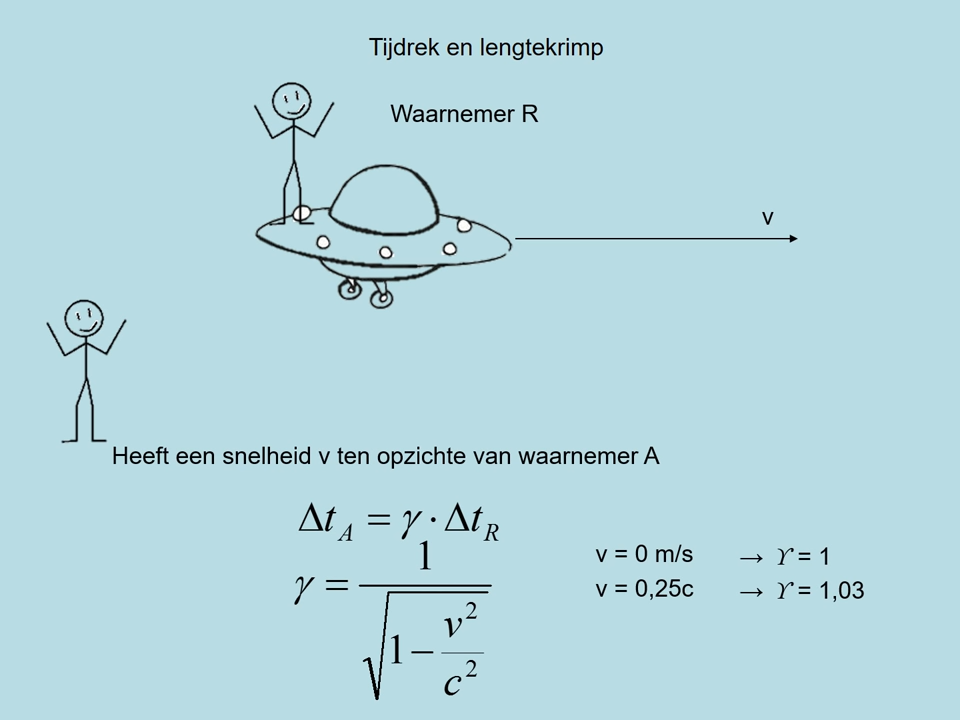 Tijdrek en lengtekrimp
Waarnemer R
v
Heeft een snelheid v ten opzichte van waarnemer A
Δt_A = γ · Δt_R
γ = 1 / √(1 − v²/c²)
v = 0 m/s → ϒ = 1
v = 0,25c → ϒ = 1,03